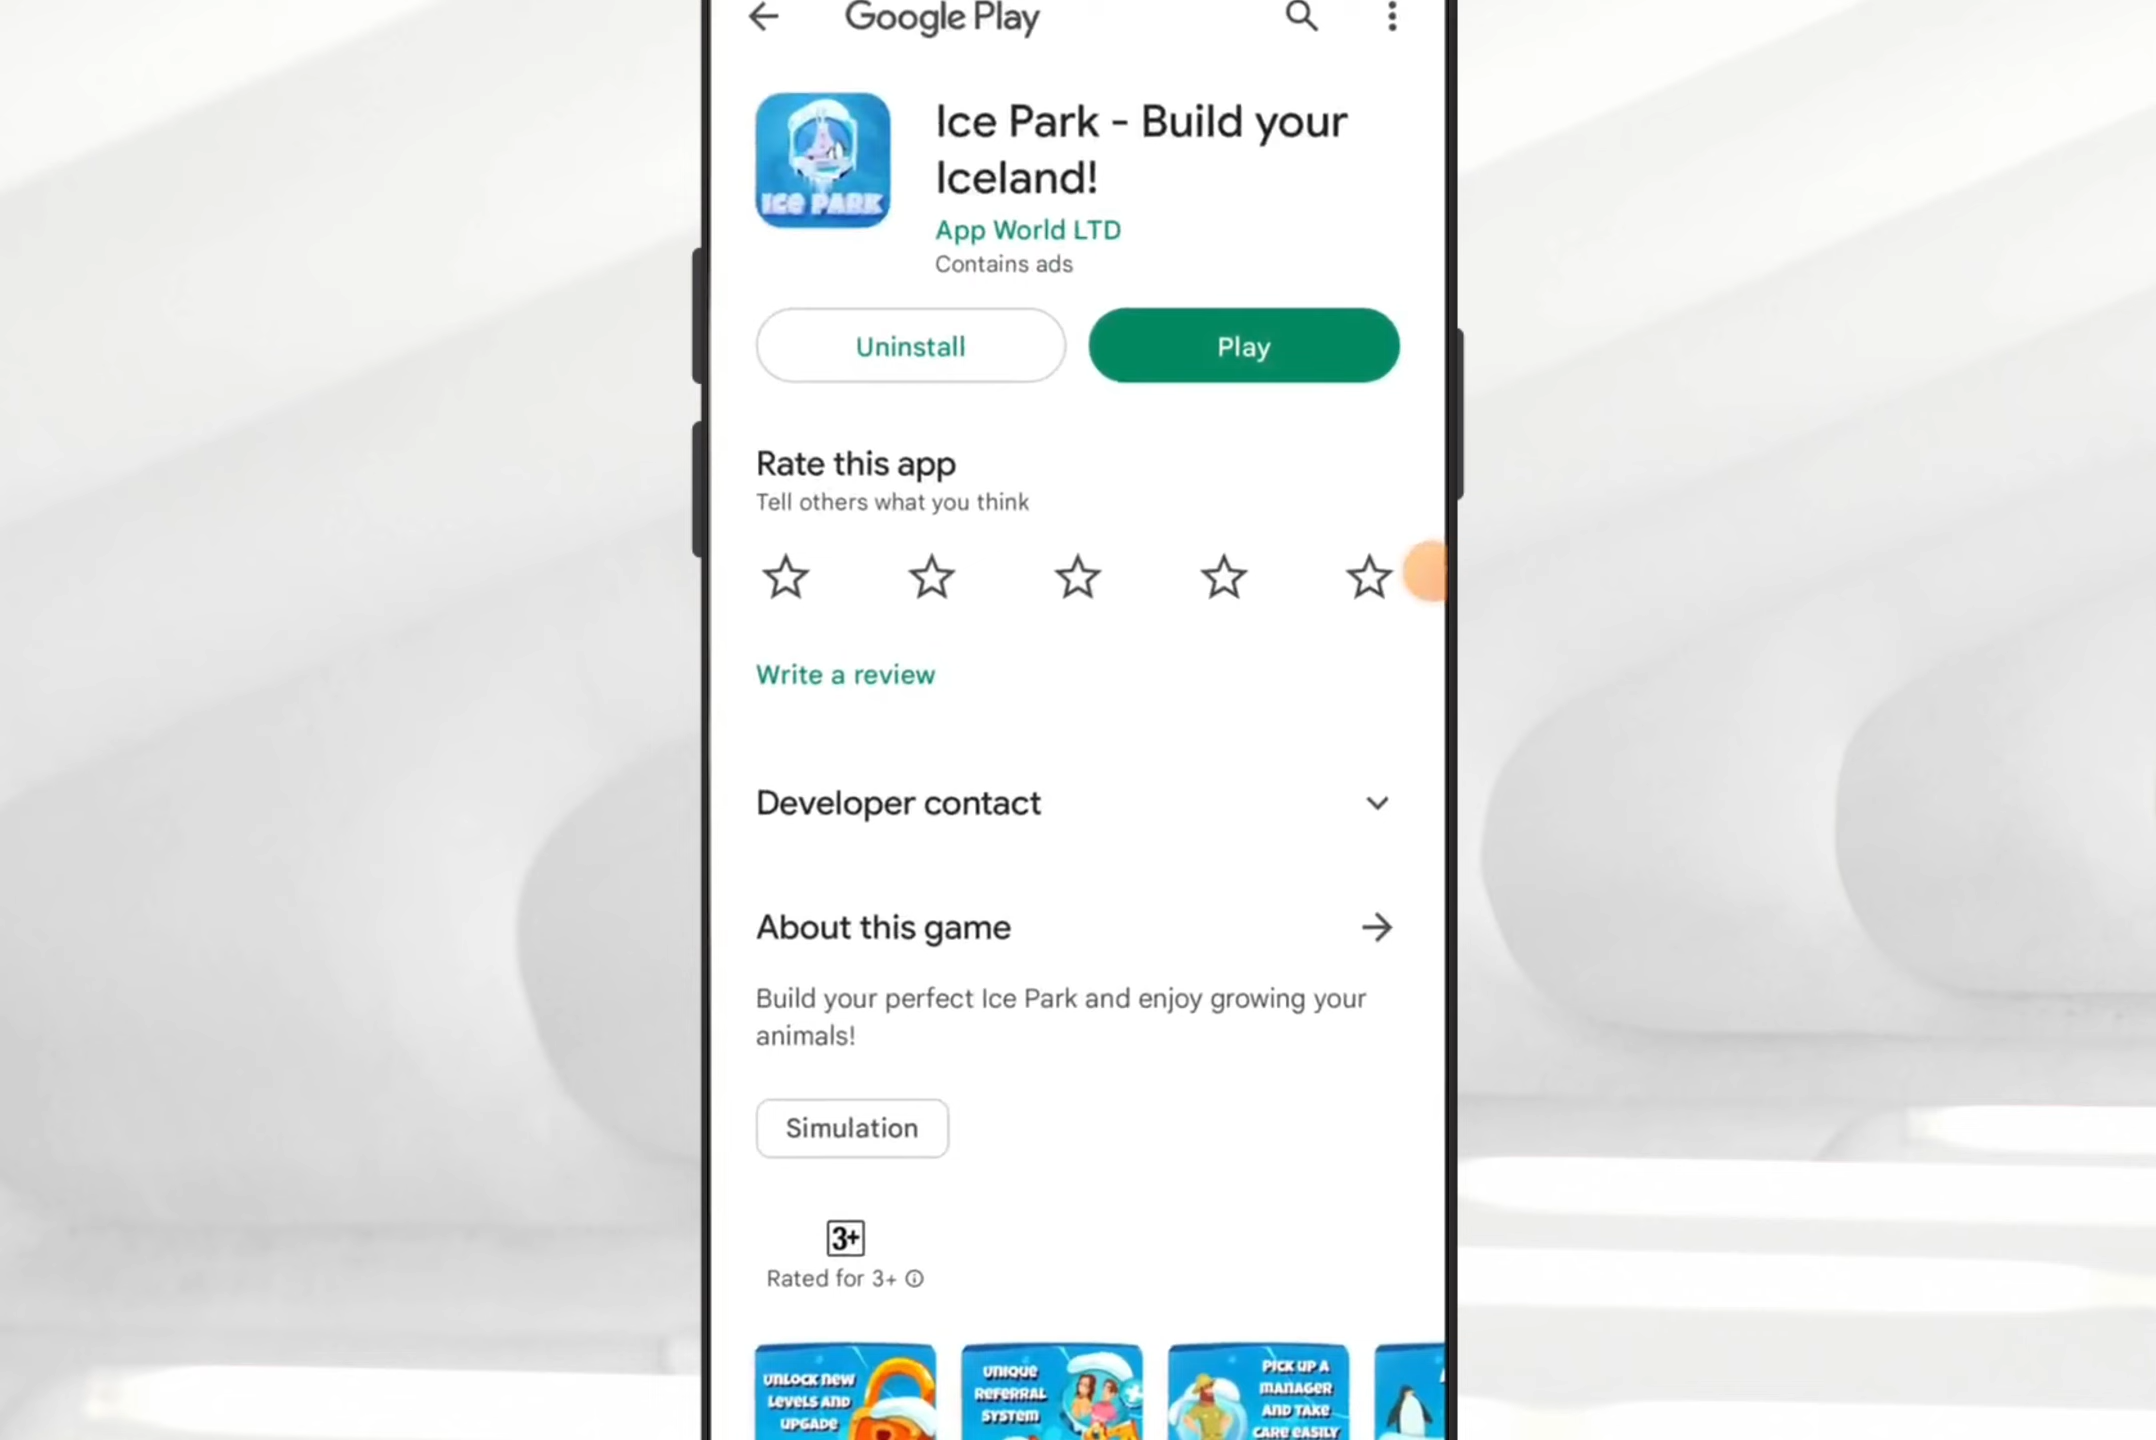 Google Play
Ice Park - Build your
Iceland!
ICE PARK
App World LTD
Contains ads
Uninstall
Play
Rate this app
Tell others what you think
Write a review
Developer contact
About this game
Build your perfect Ice Park and enjoy growing your
animals!
Simulation
3+
Rated for 3+
UNLOCK NEW
LEVELS AND
UPGADE
UNIQUE
REFERRAL
SYSTEM
PICK UP A
MANAGER
AND TAKE
CARE EASILY